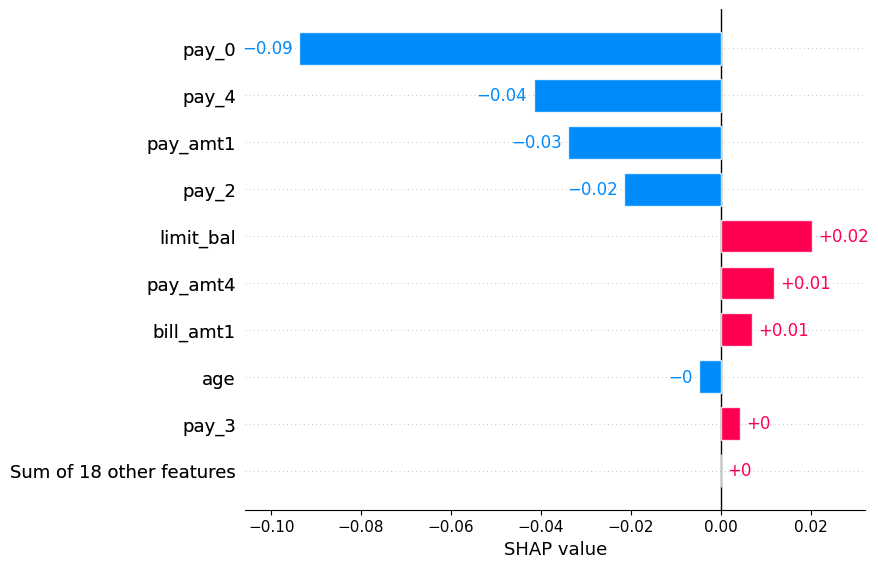 pay_0 −0.09
pay_4 −0.04
pay_amt1 −0.03
pay_2 −0.02
limit_bal +0.02
pay_amt4 +0.01
bill_amt1 +0.01
age −0
pay_3 +0
Sum of 18 other features +0
−0.10 −0.08 −0.06 −0.04 −0.02 0.00 0.02
SHAP value